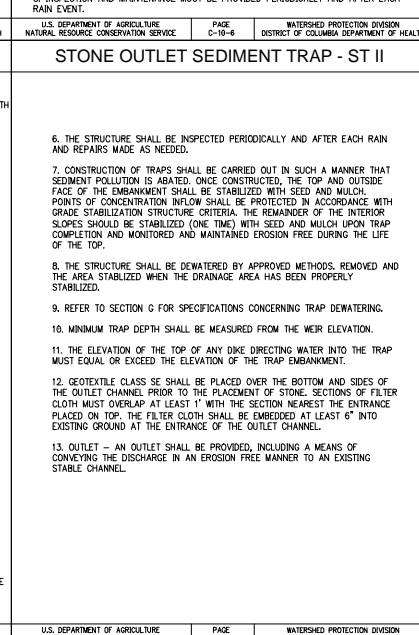 RAIN EVENT.
U.S. DEPARTMENT OF AGRICULTURE PAGE WATERSHED PROTECTION DIVISION
NATURAL RESOURCE CONSERVATION SERVICE C-10-6 DISTRICT OF COLUMBIA DEPARTMENT OF HEALT
STONE OUTLET SEDIMENT TRAP - ST II
TH
6. THE STRUCTURE SHALL BE INSPECTED PERIODICALLY AND AFTER EACH RAIN
AND REPAIRS MADE AS NEEDED.
7. CONSTRUCTION OF TRAPS SHALL BE CARRIED OUT IN SUCH A MANNER THAT
SEDIMENT POLLUTION IS ABATED. ONCE CONSTRUCTED, THE TOP AND OUTSIDE
FACE OF THE EMBANKMENT SHALL BE STABILIZED WITH SEED AND MULCH.
POINTS OF CONCENTRATION INFLOW SHALL BE PROTECTED IN ACCORDANCE WITH
GRADE STABILIZATION STRUCTURE CRITERIA. THE REMAINDER OF THE INTERIOR
SLOPES SHOULD BE STABILIZED (ONE TIME) WITH SEED AND MULCH UPON TRAP
COMPLETION AND MONITORED AND MAINTAINED EROSION FREE DURING THE LIFE
OF THE TOP.
8. THE STRUCTURE SHALL BE DEWATERED BY APPROVED METHODS. REMOVED AND
THE AREA STABLIZED WHEN THE DRAINAGE AREA HAS BEEN PROPERLY
STABILIZED.
9. REFER TO SECTION G FOR SPECIFICATIONS CONCERNING TRAP DEWATERING.
10. MINIMUM TRAP DEPTH SHALL BE MEASURED FROM THE WEIR ELEVATION.
11. THE ELEVATION OF THE TOP OF ANY DIKE DIRECTING WATER INTO THE TRAP
MUST EQUAL OR EXCEED THE ELEVATION OF THE TRAP EMBANKMENT.
12. GEOTEXTILE CLASS SE SHALL BE PLACED OVER THE BOTTOM AND SIDES OF
THE OUTLET CHANNEL PRIOR TO THE PLACEMENT OF STONE. SECTIONS OF FILTER
CLOTH MUST OVERLAP AT LEAST 1' WITH THE SECTION NEAREST THE ENTRANCE
PLACED ON TOP. THE FILTER CLOTH SHALL BE EMBEDDED AT LEAST 6" INTO
EXISTING GROUND AT THE ENTRANCE OF THE OUTLET CHANNEL.
13. OUTLET – AN OUTLET SHALL BE PROVIDED, INCLUDING A MEANS OF
CONVEYING THE DISCHARGE IN AN EROSION FREE MANNER TO AN EXISTING
STABLE CHANNEL.
E
U.S. DEPARTMENT OF AGRICULTURE PAGE WATERSHED PROTECTION DIVISION